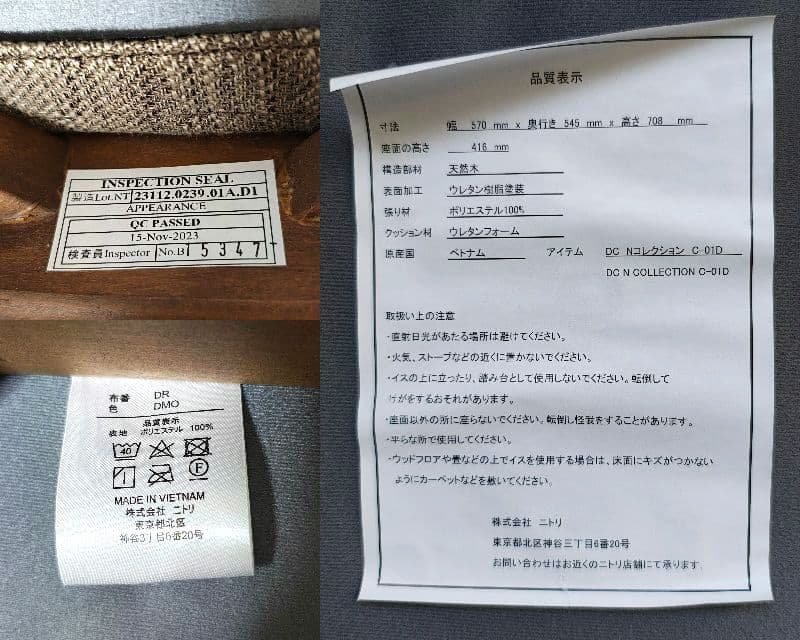 INSPECTION SEAL
製造Lot.NT 23112.0239.01A.D1
APPEARANCE
QC PASSED
15-Nov-2023
検査員Inspector No.B 5347
布番 DR
色 DMO
品質表示
表地 ポリエステル 100%
40
F
MADE IN VIETNAM
株式会社 ニトリ
東京都北区
神谷3丁目6番20号
品質表示
寸法 幅 570 mm x 奥行き 545 mm x 高さ 708 mm
座面の高さ 416 mm
構造部材 天然木
表面加工 ウレタン樹脂塗装
張り材 ポリエステル100%
クッション材 ウレタンフォーム
原産国 ベトナム アイテム DC Nコレクション C-01D
DC N COLLECTION C-01D
取扱い上の注意
・直射日光があたる場所は避けてください。
・火気、ストーブなどの近くに置かないでください。
・イスの上に立ったり、踏み台として使用しないでください。転倒して
けがをするおそれがあります。
・座面以外の所に座らないでください。転倒し怪我をすることがあります。
・平らな所で使用してください。
・ウッドフロアや畳などの上でイスを使用する場合は、床面にキズがつかない
ようにカーペットなどを敷いてください。
株式会社 ニトリ
東京都北区神谷三丁目6番20号
お問い合わせはお近くのニトリ店舗にて承ります。